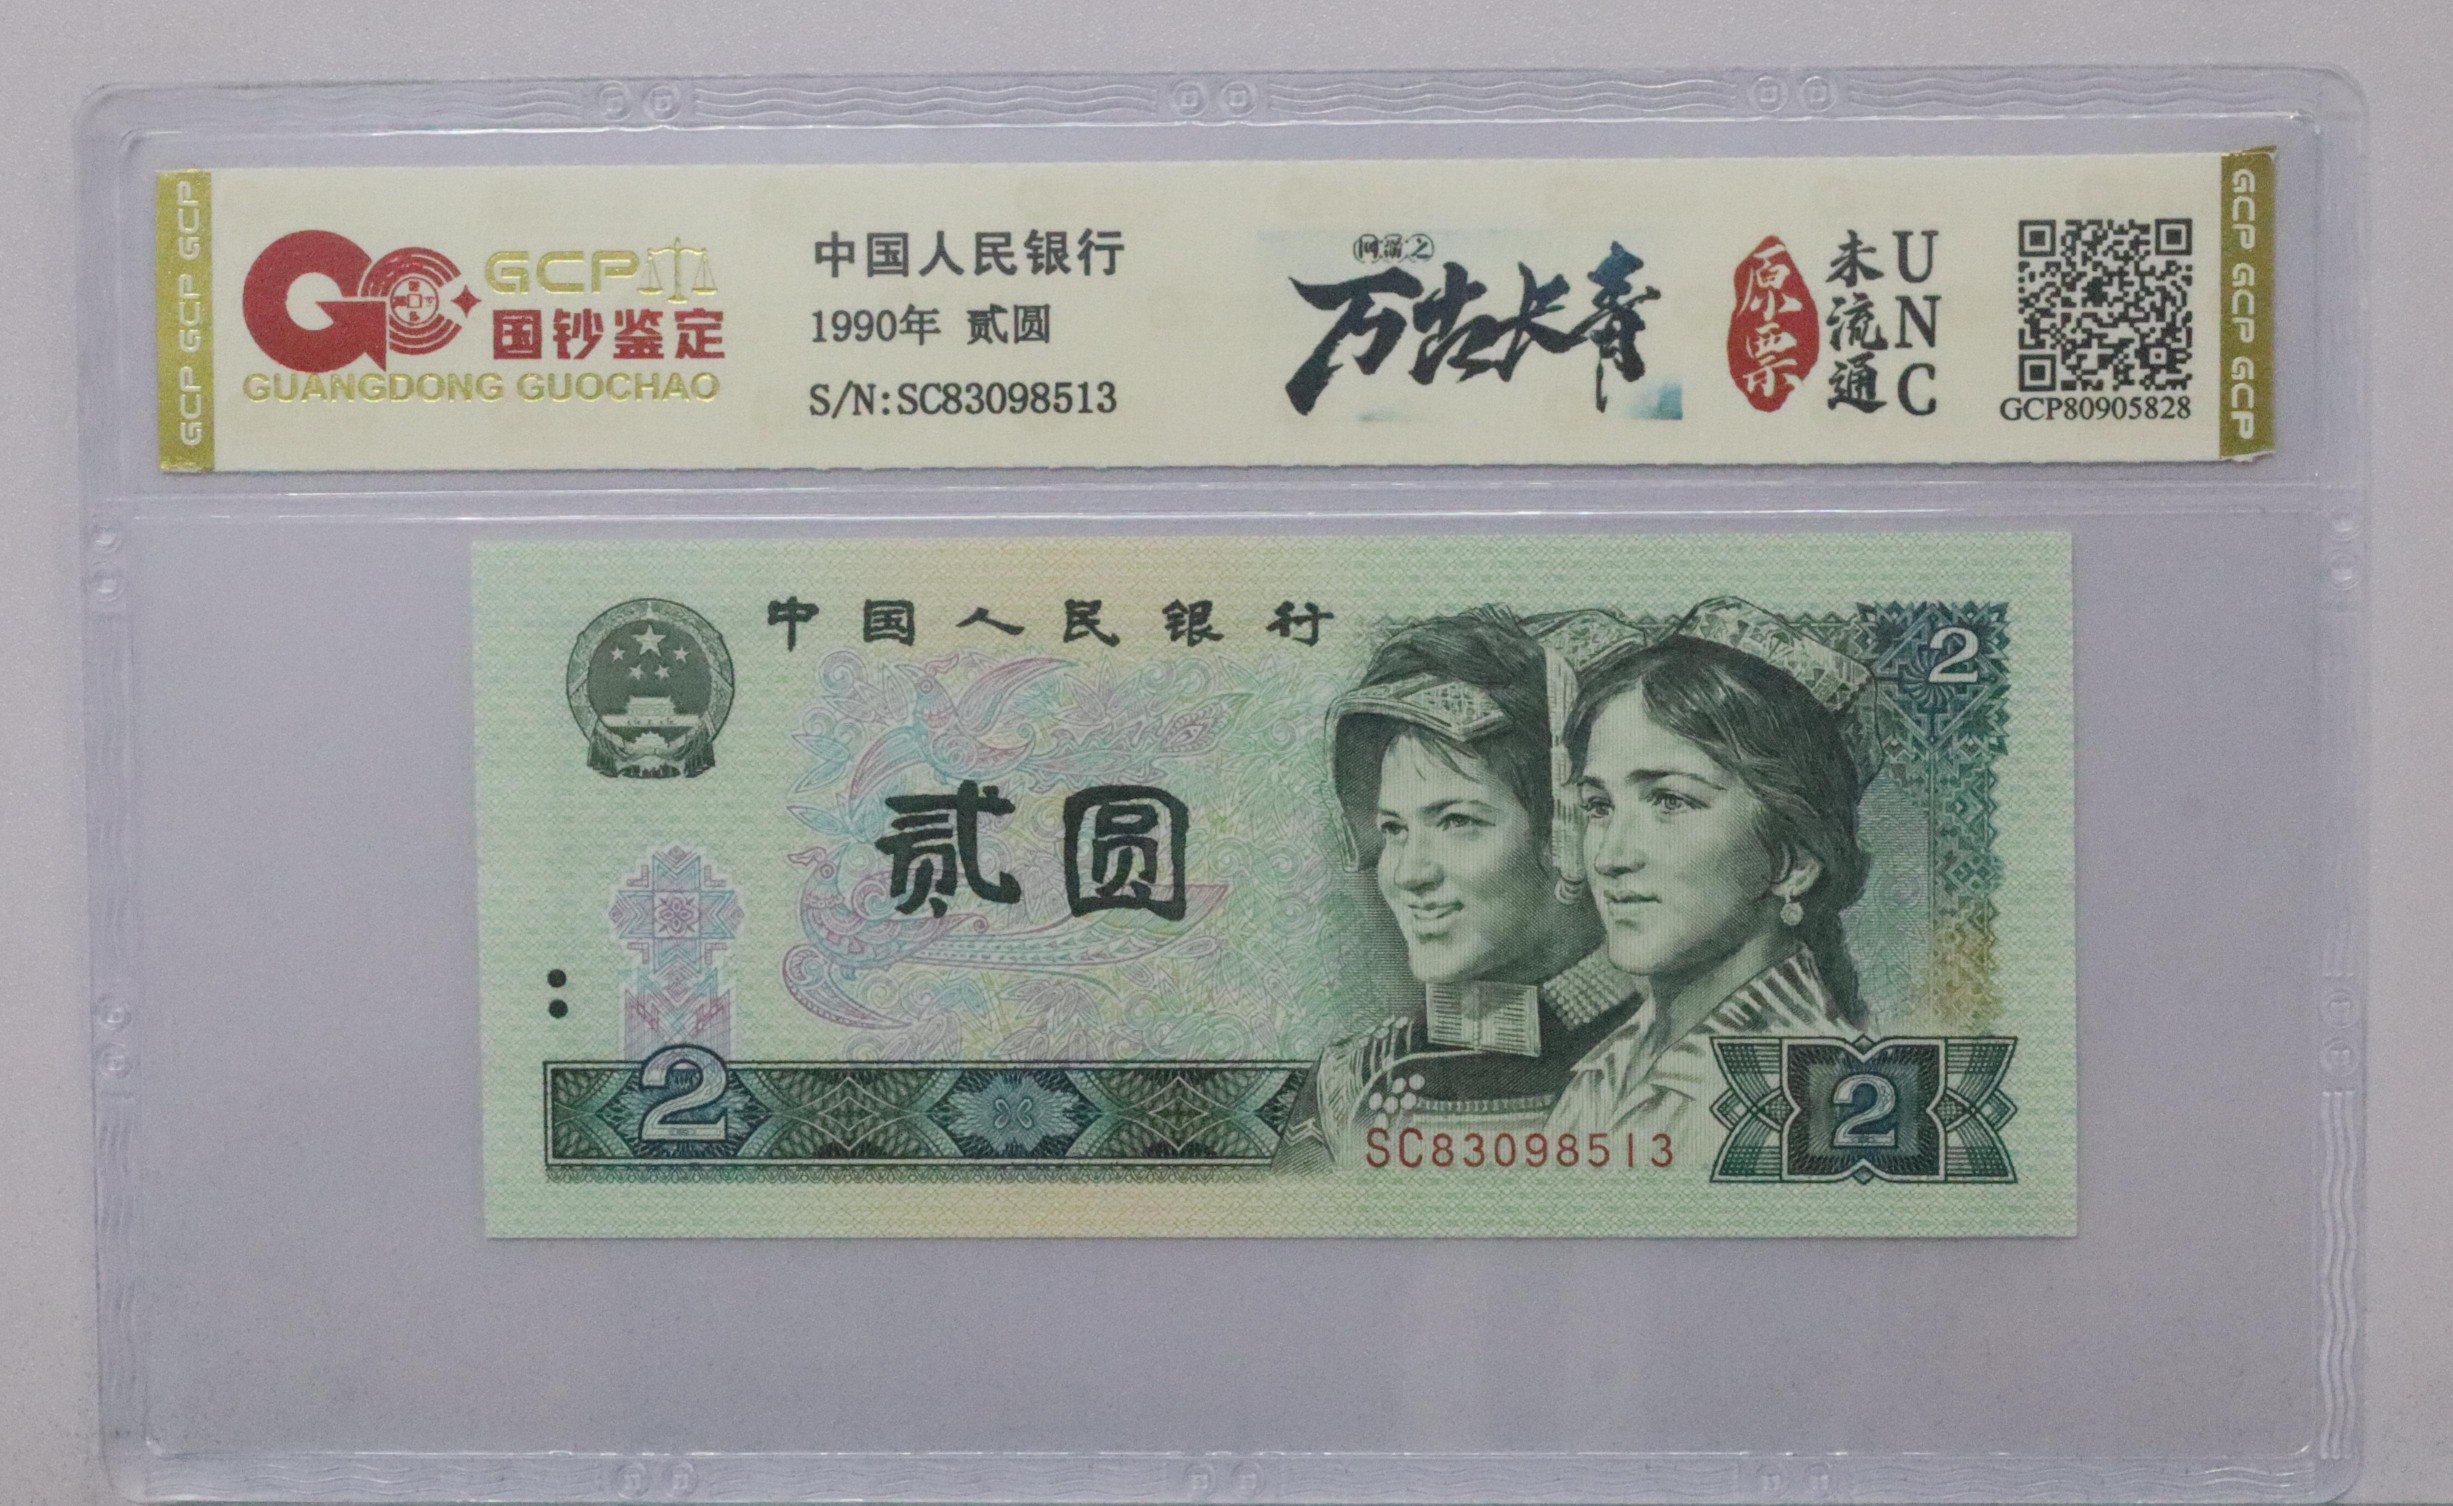 GCP GCP GCP
GCP
国钞鉴定
GUANGDONG GUOCHAO
中国人民银行
1990年 贰圆
S/N:SC83098513
万古长青
原票
未流通
UNC
GCP80905828
GCP GCP GCP
中国人民银行
2
贰圆
2
SC83098513
2